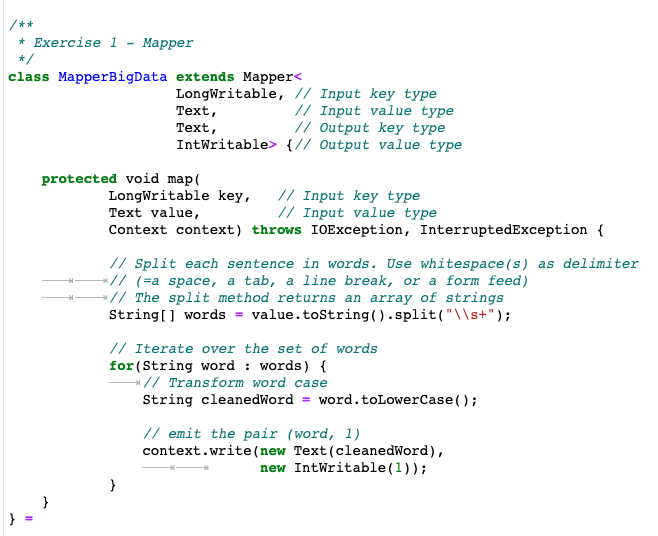 /**
 * Exercise 1 - Mapper
 */
class MapperBigData extends Mapper<
                    LongWritable, // Input key type
                    Text,         // Input value type
                    Text,         // Output key type
                    IntWritable> {// Output value type

    protected void map(
            LongWritable key,   // Input key type
            Text value,         // Input value type
            Context context) throws IOException, InterruptedException {

            // Split each sentence in words. Use whitespace(s) as delimiter
            // (=a space, a tab, a line break, or a form feed)
            // The split method returns an array of strings
            String[] words = value.toString().split("\\s+");

            // Iterate over the set of words
            for(String word : words) {
                // Transform word case
                String cleanedWord = word.toLowerCase();

                // emit the pair (word, 1)
                context.write(new Text(cleanedWord),
                              new IntWritable(1));
            }
    }
} =